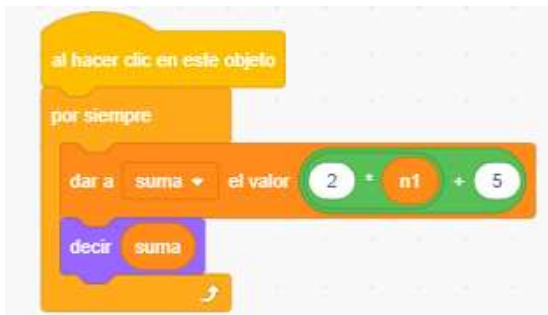 al hacer clic en este objeto
por siempre
dar a suma el valor 2 * n1 + 5
decir suma